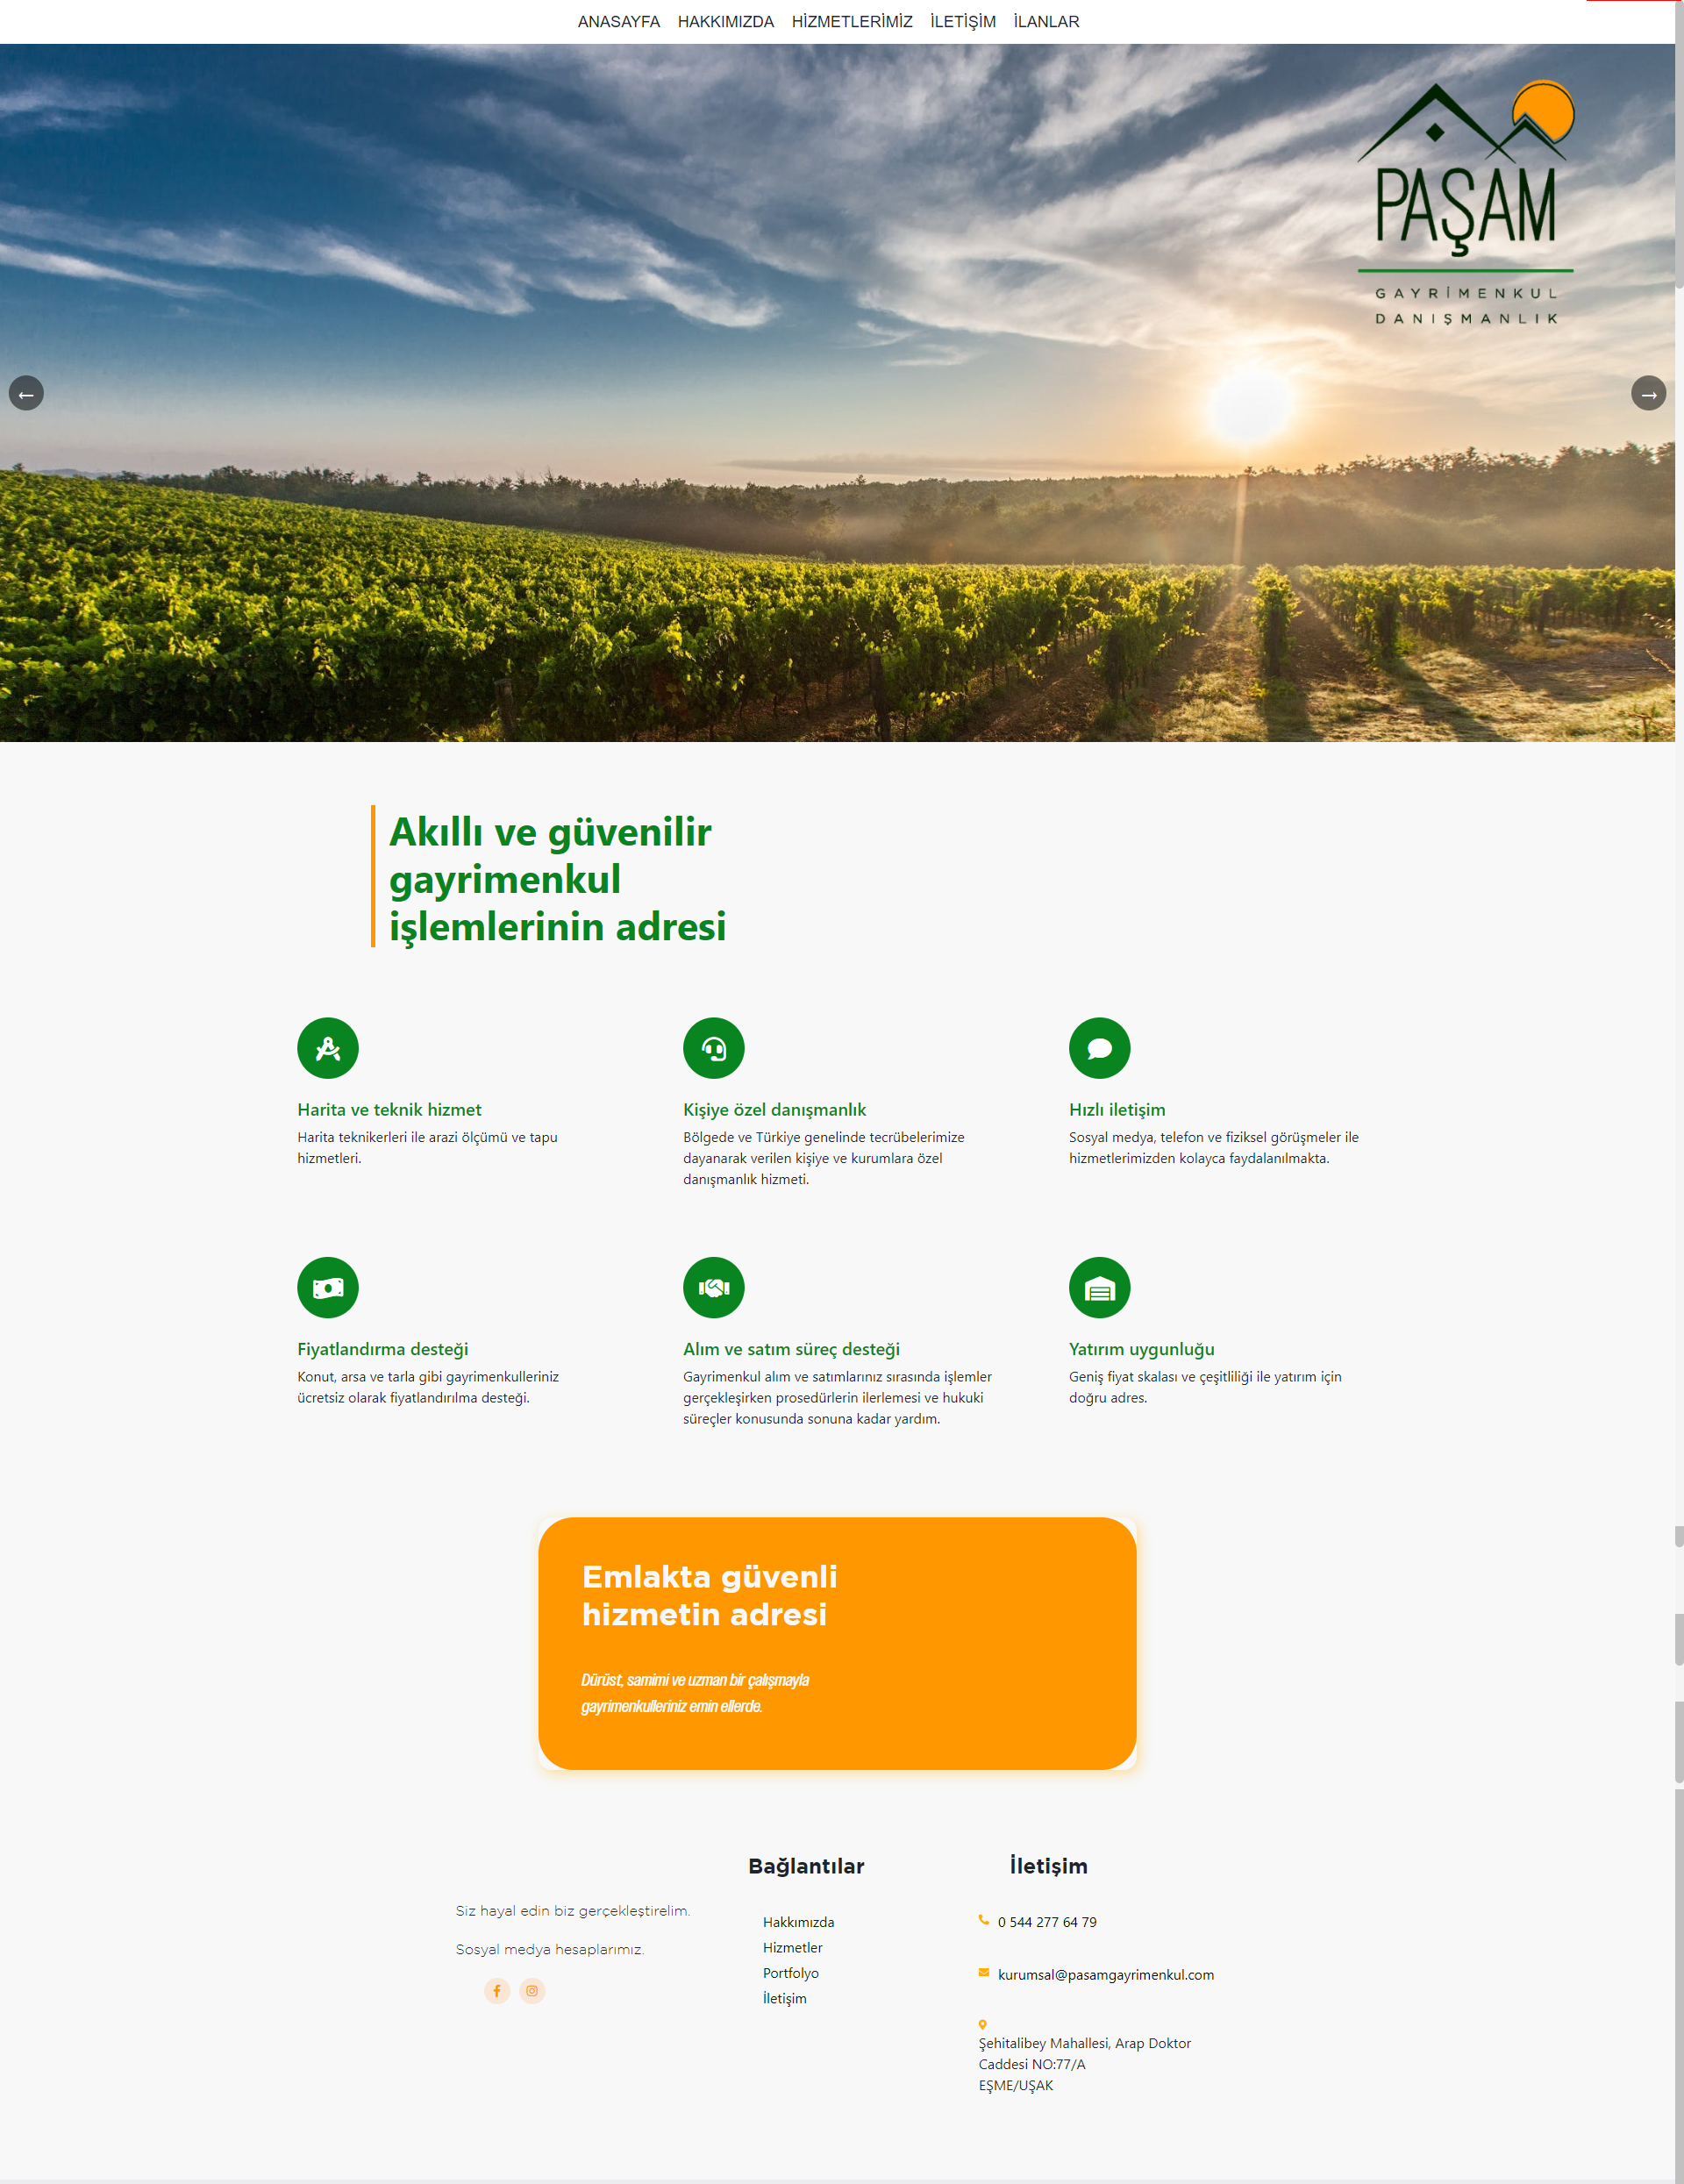 ANASAYFA HAKKIMIZDA HİZMETLERİMİZ İLETİŞİM İLANLAR
PAŞAM
GAYRİMENKUL
DANIŞMANLIK
Akıllı ve güvenilir
gayrimenkul
işlemlerinin adresi
Harita ve teknik hizmet
Harita teknikerleri ile arazi ölçümü ve tapu
hizmetleri.
Kişiye özel danışmanlık
Bölgede ve Türkiye genelinde tecrübelerimize
dayanarak verilen kişiye ve kurumlara özel
danışmanlık hizmeti.
Hızlı iletişim
Sosyal medya, telefon ve fiziksel görüşmeler ile
hizmetlerimizden kolayca faydalanılmakta.
Fiyatlandırma desteği
Konut, arsa ve tarla gibi gayrimenkulleriniz
ücretsiz olarak fiyatlandırılma desteği.
Alım ve satım süreç desteği
Gayrimenkul alım ve satımlarınız sırasında işlemler
gerçekleşirken prosedürlerin ilerlemesi ve hukuki
süreçler konusunda sonuna kadar yardım.
Yatırım uygunluğu
Geniş fiyat skalası ve çeşitliliği ile yatırım için
doğru adres.
Emlakta güvenli
hizmetin adresi
Dürüst, samimi ve uzman bir çalışmayla
gayrimenkulleriniz emin ellerde.
Siz hayal edin biz gerçekleştirelim.
Sosyal medya hesaplarımız.
Bağlantılar
Hakkımızda
Hizmetler
Portfolyo
İletişim
İletişim
0 544 277 64 79
kurumsal@pasamgayrimenkul.com
Şehitalibey Mahallesi, Arap Doktor
Caddesi NO:77/A
EŞME/UŞAK